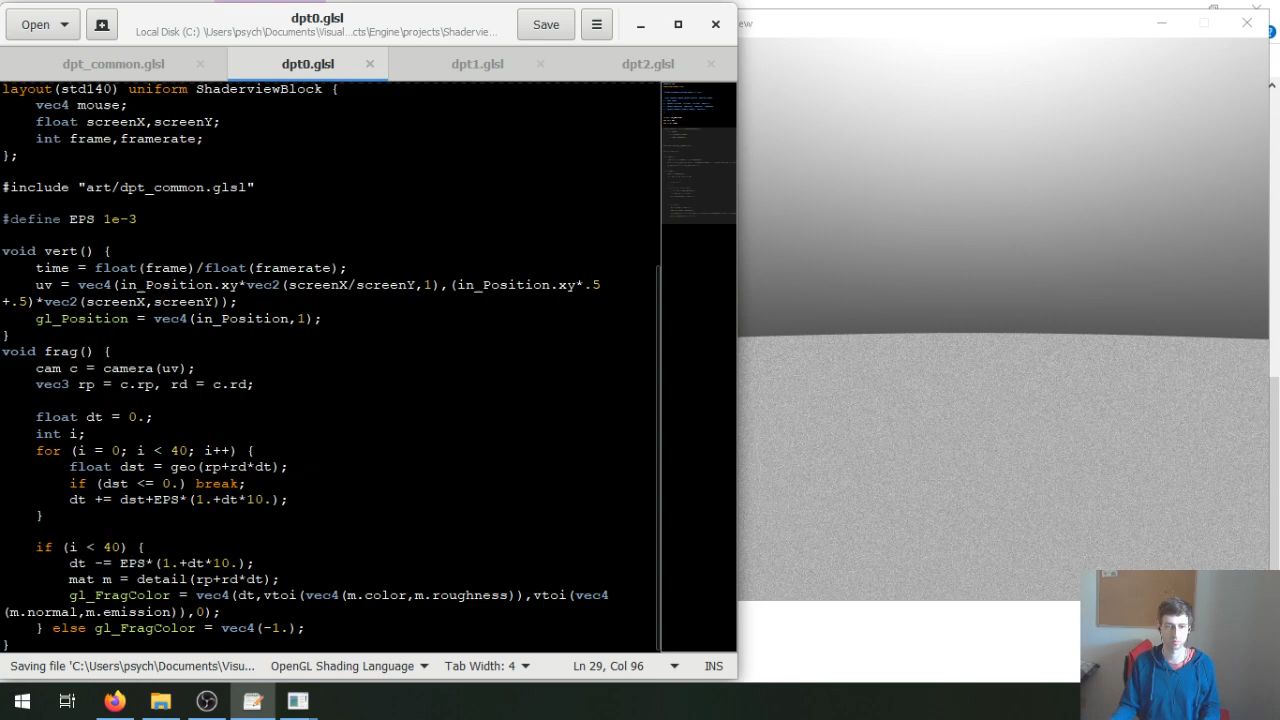 Open
dpt0.glsl
Local Disk (C:) \Users\psych\Documents\Visual...cts\Engine\projects\Shadervie...
Save
ew
dpt_common.glsl
dpt0.glsl
dpt1.glsl
dpt2.glsl
layout(std140) uniform ShaderviewBlock {
    vec4 mouse;
    float screenX,screenY;
    int frame,framerate;
};
#include "art/dpt_common.glsl"
#define EPS 1e-3
void vert() {
    time = float(frame)/float(framerate);
    uv = vec4(in_Position.xy*vec2(screenX/screenY,1),(in_Position.xy*.5
+.5)*vec2(screenX,screenY));
    gl_Position = vec4(in_Position,1);
}
void frag() {
    cam c = camera(uv);
    vec3 rp = c.rp, rd = c.rd;
    float dt = 0.;
    int i;
    for (i = 0; i < 40; i++) {
        float dst = geo(rp+rd*dt);
        if (dst <= 0.) break;
        dt += dst+EPS*(1.+dt*10.);
    }
    if (i < 40) {
        dt -= EPS*(1.+dt*10.);
        mat m = detail(rp+rd*dt);
        gl_FragColor = vec4(dt,vtoi(vec4(m.color,m.roughness)),vtoi(vec4
(m.normal,m.emission)),0);
    } else gl_FragColor = vec4(-1.);
}
Saving file 'C:\Users\psych\Documents\Visu...
OpenGL Shading Language
Tab Width: 4
Ln 29, Col 96
INS